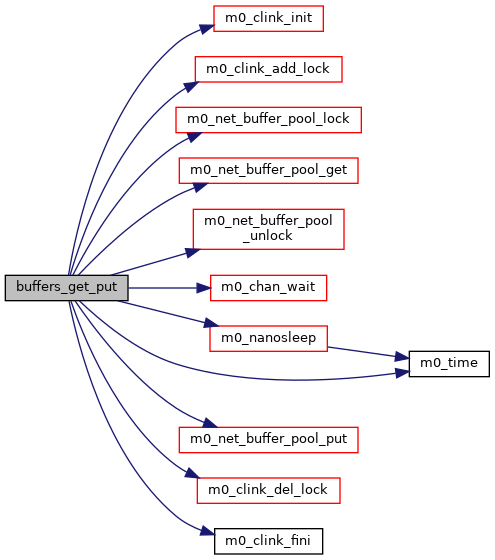 m0_clink_init
m0_clink_add_lock
m0_net_buffer_pool_lock
m0_net_buffer_pool_get
m0_net_buffer_pool
_unlock
buffers_get_put
m0_chan_wait
m0_nanosleep
m0_time
m0_net_buffer_pool_put
m0_clink_del_lock
m0_clink_fini